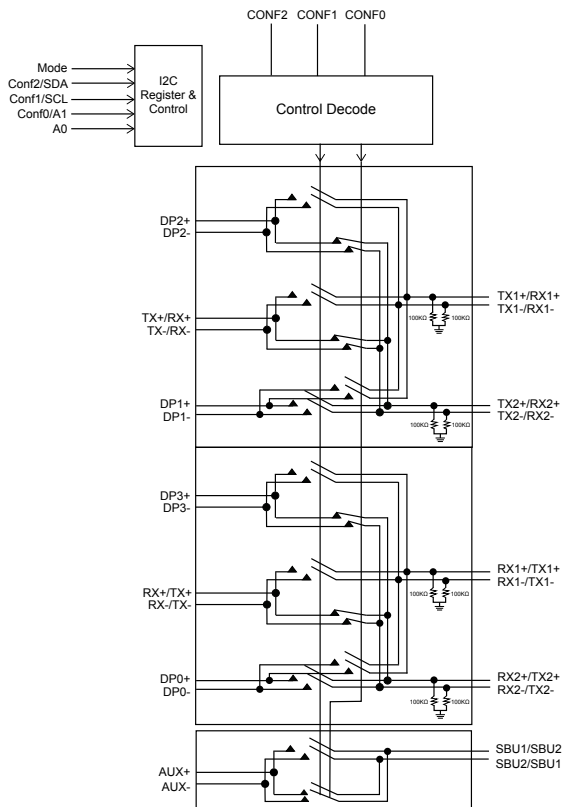 CONF2 CONF1 CONF0
Mode
Conf2/SDA
Conf1/SCL
Conf0/A1
A0
I2C
Register &
Control
Control Decode
DP2+
DP2-
TX+/RX+
TX-/RX-
TX1+/RX1+
TX1-/RX1-
100KΩ 100KΩ
DP1+
DP1-
TX2+/RX2+
TX2-/RX2-
100KΩ 100KΩ
DP3+
DP3-
RX+/TX+
RX-/TX-
RX1+/TX1+
RX1-/TX1-
100KΩ 100KΩ
DP0+
DP0-
RX2+/TX2+
RX2-/TX2-
100KΩ 100KΩ
AUX+
AUX-
SBU1/SBU2
SBU2/SBU1